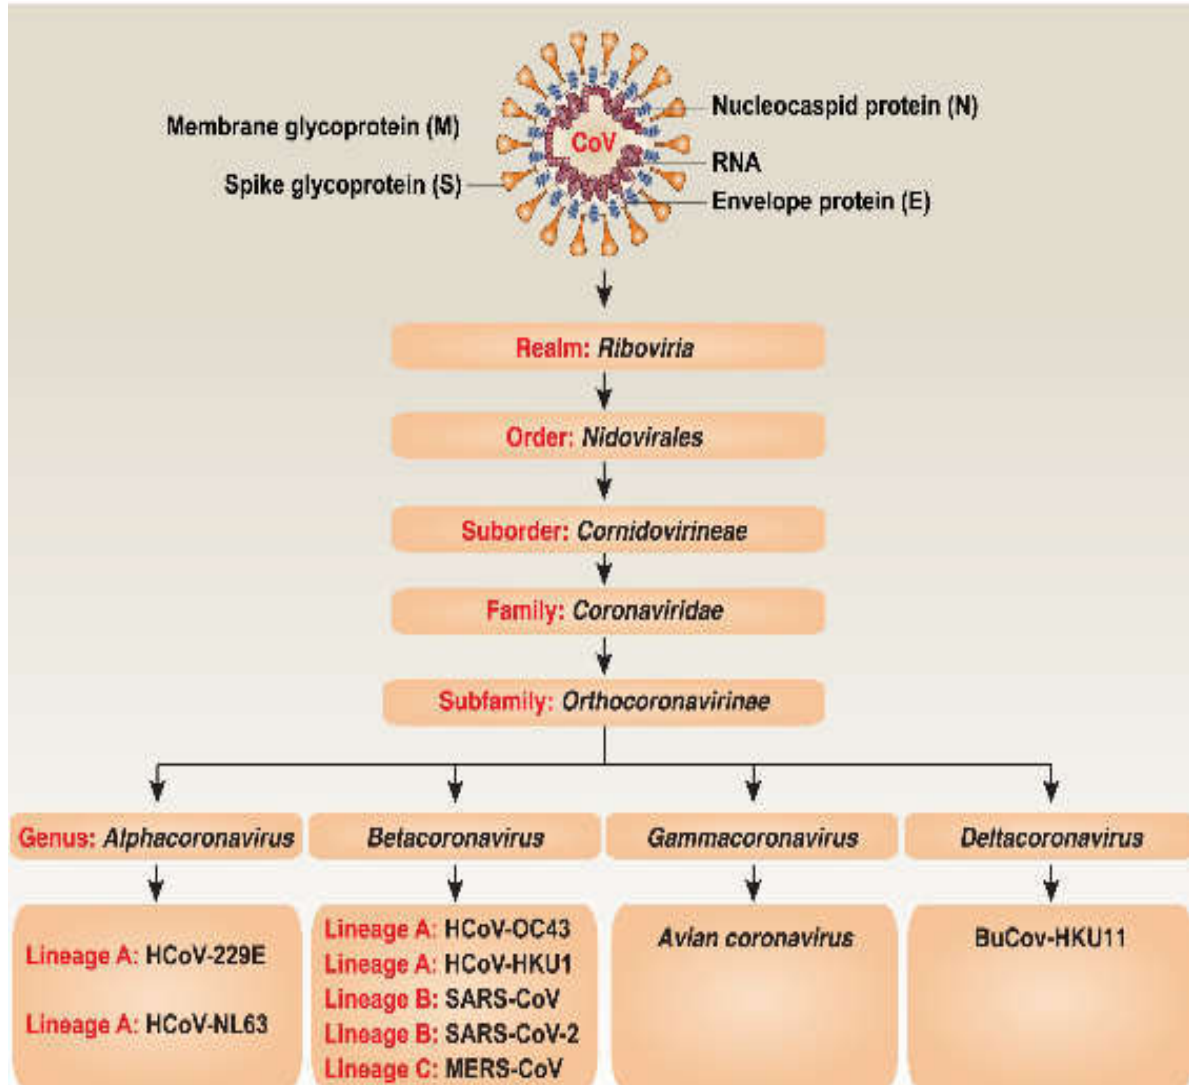 Membrane glycoprotein (M)
Spike glycoprotein (S)
CoV
Nucleocaspid protein (N)
RNA
Envelope protein (E)
Realm: Riboviria
Order: Nidovirales
Suborder: Cornidovirineae
Family: Coronaviridae
Subfamily: Orthocoronavirinae
Genus: Alphacoronavirus
Betacoronavirus
Gammacoronavirus
Deltacoronavirus
Lineage A: HCoV-229E
Lineage A: HCoV-NL63
Lineage A: HCoV-OC43
Lineage A: HCoV-HKU1
Lineage B: SARS-CoV
Lineage B: SARS-CoV-2
Lineage C: MERS-CoV
Avian coronavirus
BuCov-HKU11